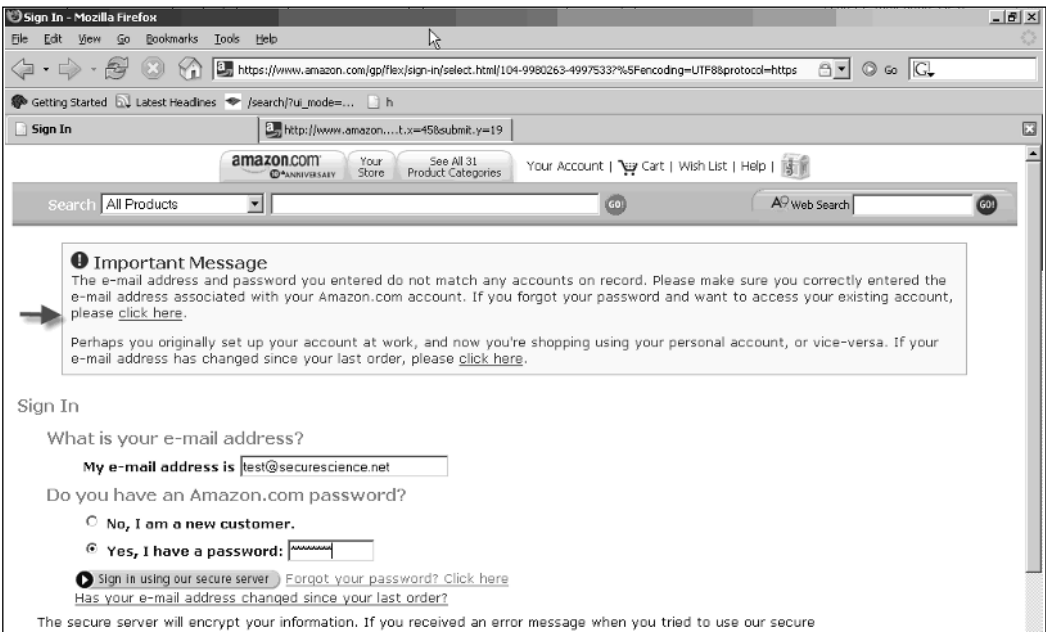 Sign In - Mozilla Firefox
File Edit View Go Bookmarks Tools Help
https://www.amazon.com/gp/flex/sign-in/select.html/104-9980263-4997533?%5Fencoding=UTF8&protocol=https Go G
Getting Started Latest Headlines /search/?ui_mode=... h
Sign In http://www.amazon....t.x=45&submit.y=19
amazon.com 10th ANNIVERSARY Your Store See All 31 Product Categories Your Account | Cart | Wish List | Help |
Search All Products GO! A9 Web Search GO!
Important Message
The e-mail address and password you entered do not match any accounts on record. Please make sure you correctly entered the
e-mail address associated with your Amazon.com account. If you forgot your password and want to access your existing account,
please click here.
Perhaps you originally set up your account at work, and now you're shopping using your personal account, or vice-versa. If your
e-mail address has changed since your last order, please click here.
Sign In
What is your e-mail address?
My e-mail address is test@securescience.net
Do you have an Amazon.com password?
No, I am a new customer.
Yes, I have a password:
Sign in using our secure server Forgot your password? Click here
Has your e-mail address changed since your last order?
The secure server will encrypt your information. If you received an error message when you tried to use our secure